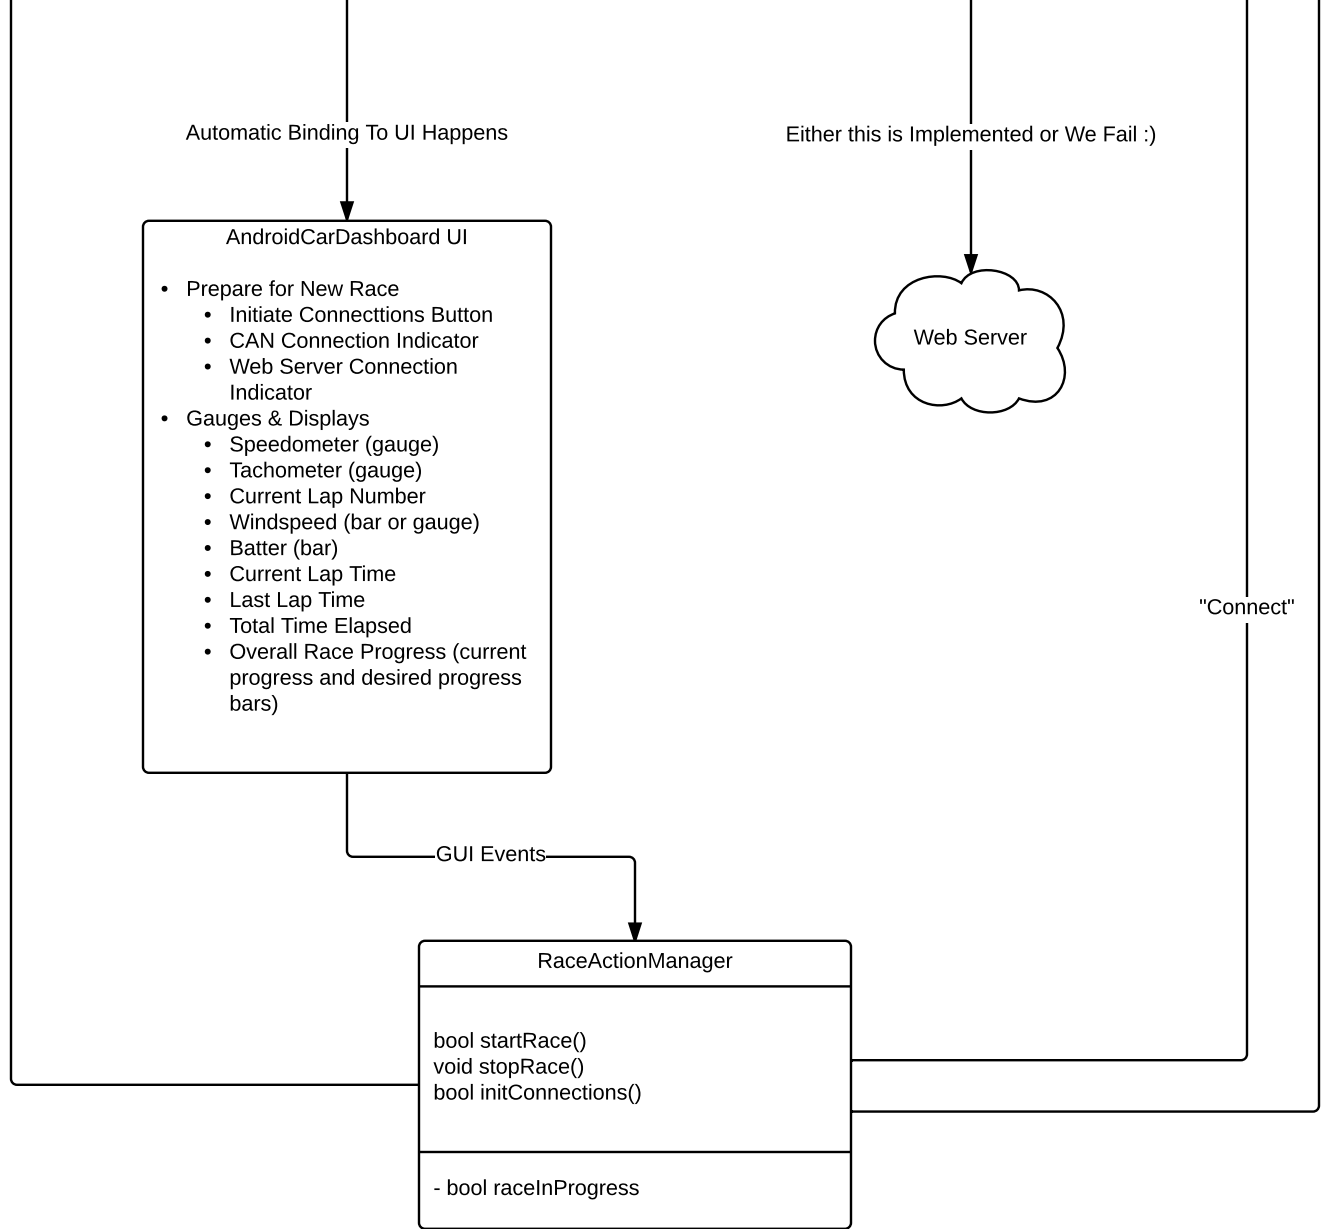 Automatic Binding To UI Happens
Either this is Implemented or We Fail :)
AndroidCarDashboard UI
• Prepare for New Race
• Initiate Connecttions Button
• CAN Connection Indicator
• Web Server Connection
Indicator
• Gauges & Displays
• Speedometer (gauge)
• Tachometer (gauge)
• Current Lap Number
• Windspeed (bar or gauge)
• Batter (bar)
• Current Lap Time
• Last Lap Time
• Total Time Elapsed
• Overall Race Progress (current
progress and desired progress
bars)
Web Server
"Connect"
GUI Events
RaceActionManager
bool startRace()
void stopRace()
bool initConnections()
- bool raceInProgress